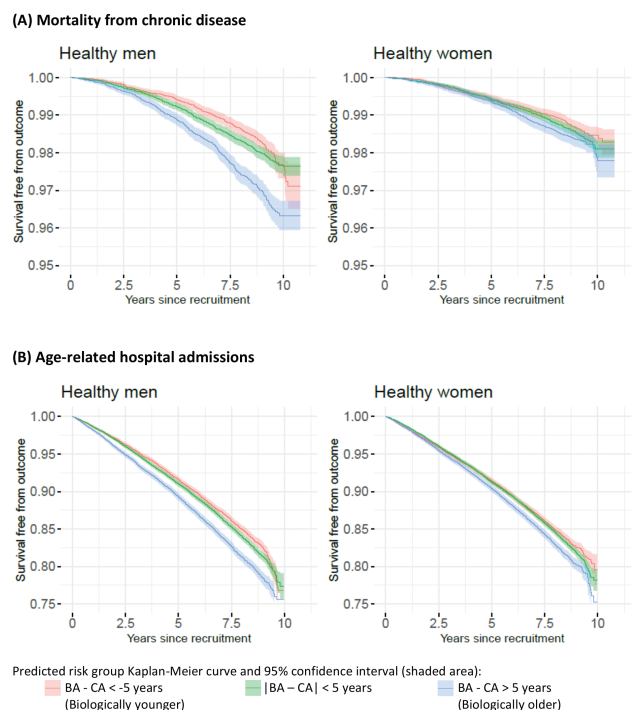 (A) Mortality from chronic disease
Healthy men
Healthy women
Survival free from outcome
1.00
0.99
0.98
0.97
0.96
0.95
0
2.5
5
7.5
10
Years since recruitment
Survival free from outcome
1.00
0.99
0.98
0.97
0.96
0.95
0
2.5
5
7.5
10
Years since recruitment
(B) Age-related hospital admissions
Healthy men
Healthy women
Survival free from outcome
1.00
0.95
0.90
0.85
0.80
0.75
0
2.5
5
7.5
10
Years since recruitment
Survival free from outcome
1.00
0.95
0.90
0.85
0.80
0.75
0
2.5
5
7.5
10
Years since recruitment
Predicted risk group Kaplan-Meier curve and 95% confidence interval (shaded area):
BA - CA < -5 years
(Biologically younger)
|BA – CA| < 5 years
BA - CA > 5 years
(Biologically older)